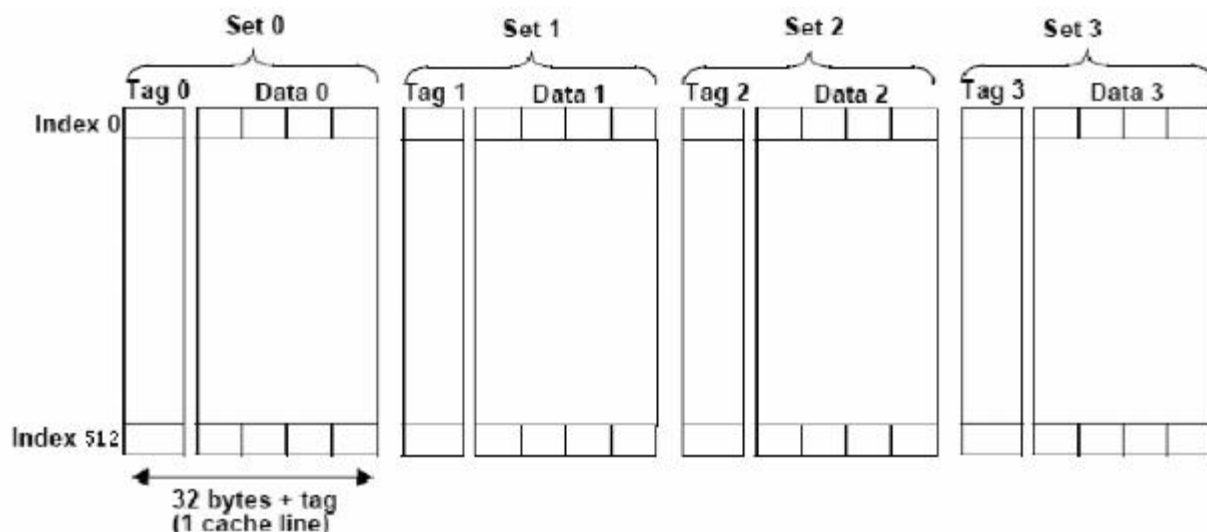 Set 0 Set 1 Set 2 Set 3
Tag 0 Data 0 Tag 1 Data 1 Tag 2 Data 2 Tag 3 Data 3
Index 0
Index 512
32 bytes + tag
(1 cache line)